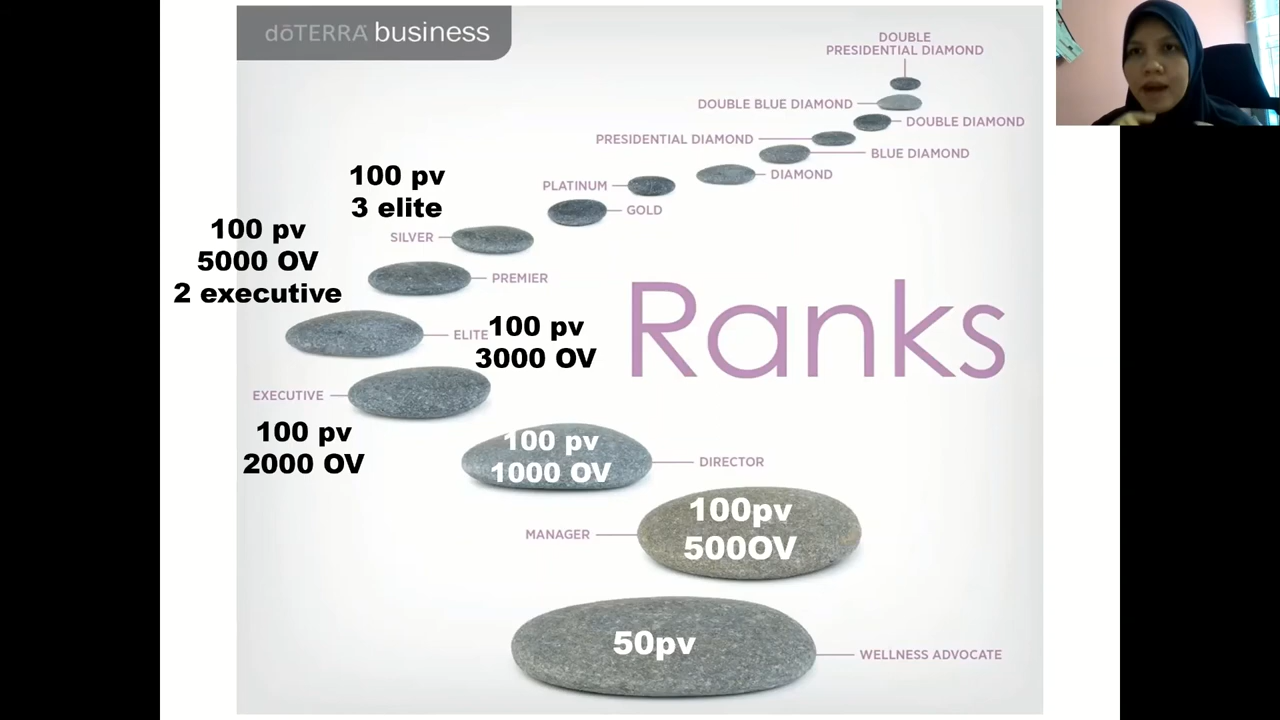 dōTERRA business
DOUBLE
PRESIDENTIAL DIAMOND
DOUBLE BLUE DIAMOND
DOUBLE DIAMOND
PRESIDENTIAL DIAMOND
BLUE DIAMOND
DIAMOND
PLATINUM
GOLD
100 pv
3 elite
SILVER
100 pv
5000 OV
2 executive
PREMIER
Ranks
ELITE
100 pv
3000 OV
EXECUTIVE
100 pv
2000 OV
100 pv
1000 OV
DIRECTOR
MANAGER
100pv
500OV
50pv
WELLNESS ADVOCATE